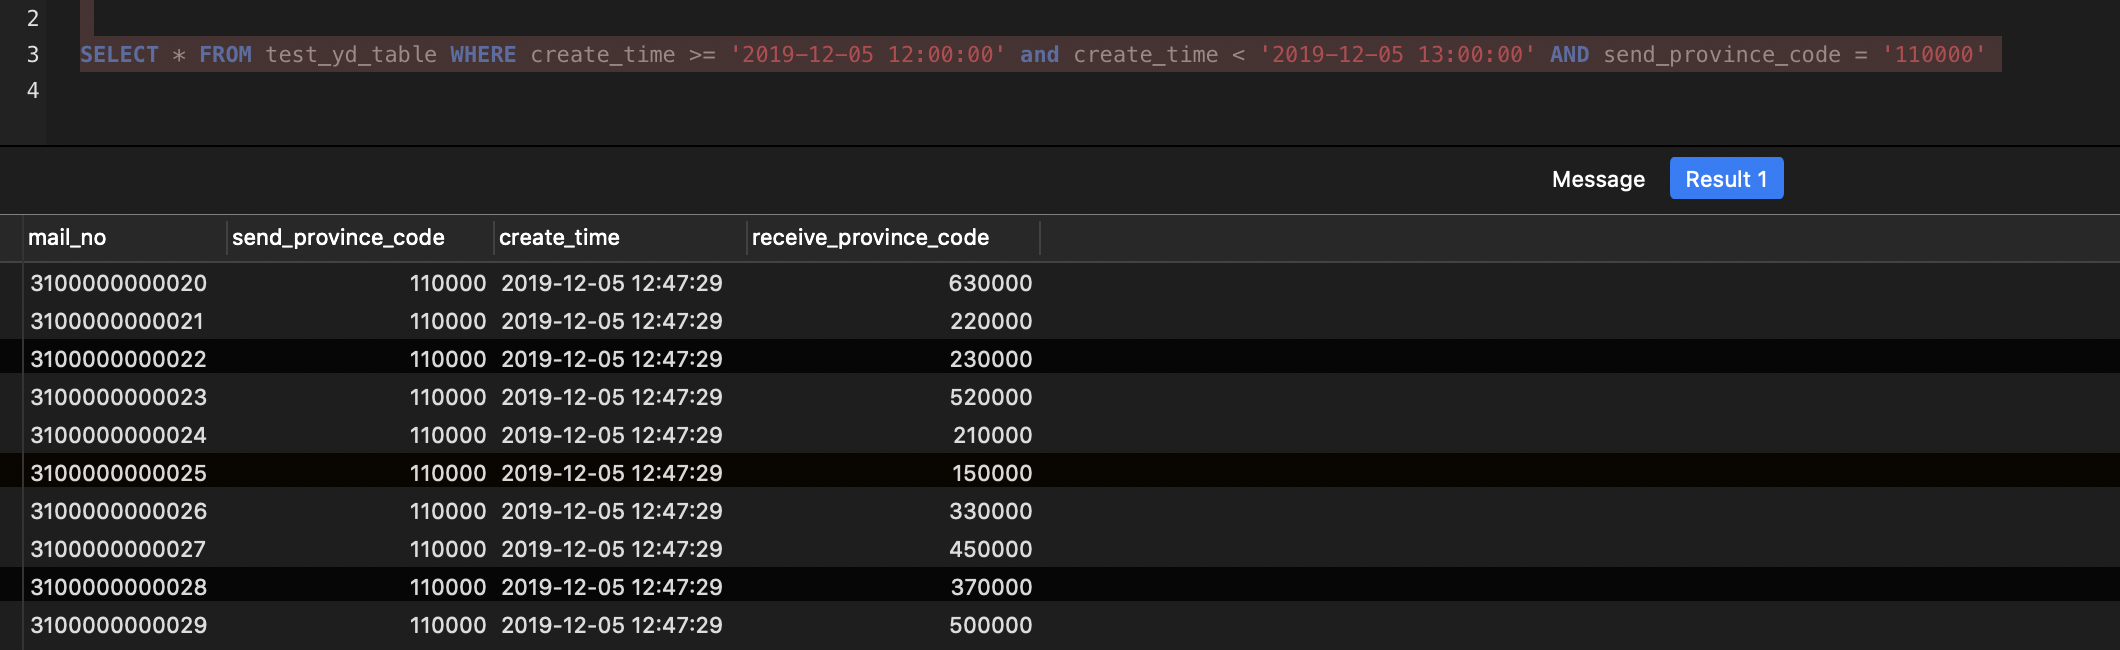 2
3 SELECT * FROM test_yd_table WHERE create_time >= '2019-12-05 12:00:00' and create_time < '2019-12-05 13:00:00' AND send_province_code = '110000'
4
Message Result 1
mail_no send_province_code create_time receive_province_code
3100000000020 110000 2019-12-05 12:47:29 630000
3100000000021 110000 2019-12-05 12:47:29 220000
3100000000022 110000 2019-12-05 12:47:29 230000
3100000000023 110000 2019-12-05 12:47:29 520000
3100000000024 110000 2019-12-05 12:47:29 210000
3100000000025 110000 2019-12-05 12:47:29 150000
3100000000026 110000 2019-12-05 12:47:29 330000
3100000000027 110000 2019-12-05 12:47:29 450000
3100000000028 110000 2019-12-05 12:47:29 370000
3100000000029 110000 2019-12-05 12:47:29 500000